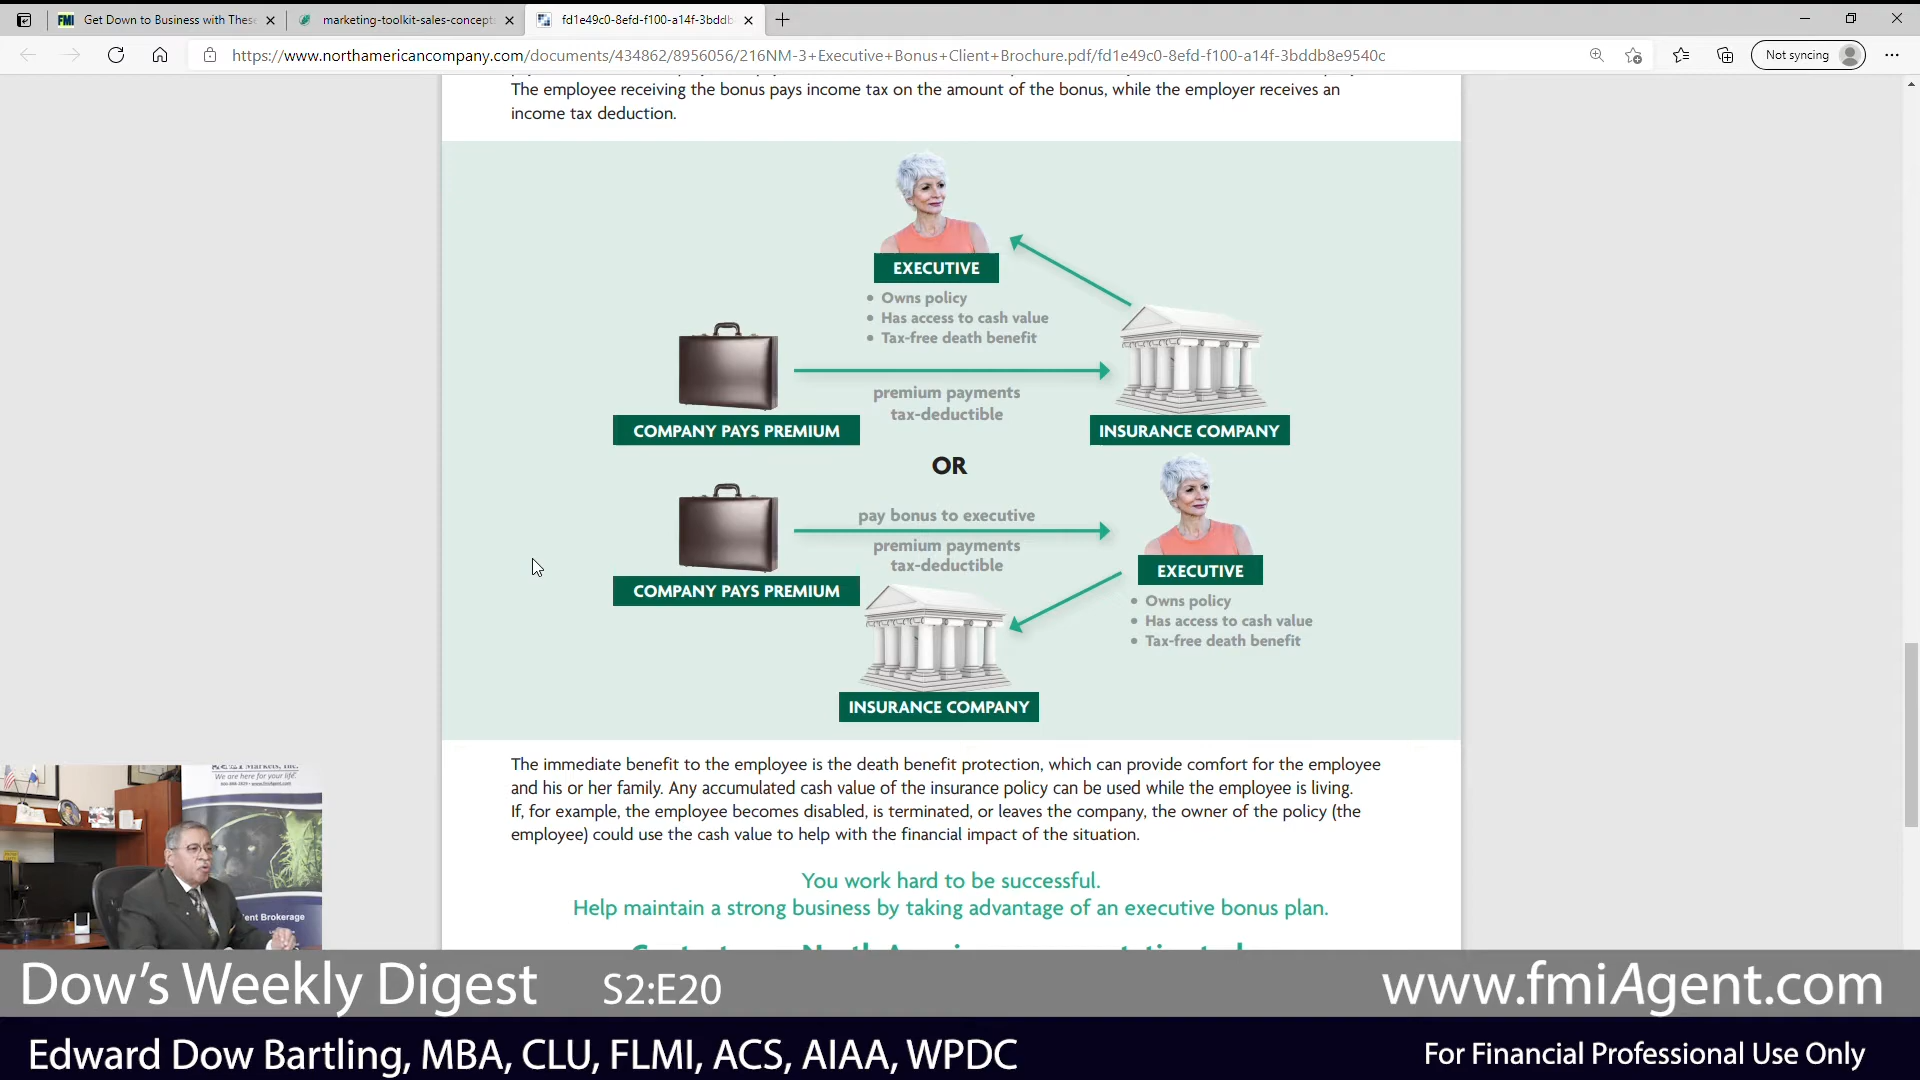 Get Down to Business with Thes
marketing-toolkit-sales-concept
fd1e49c0-8efd-f100-a14f-3bddb
https://www.northamericancompany.com/documents/434862/8956056/216NM-3+Executive+Bonus+Client+Brochure.pdf/fd1e49c0-8efd-f100-a14f-3bddb8e9540c
Not syncing
The employee receiving the bonus pays income tax on the amount of the bonus, while the employer receives an
income tax deduction.
EXECUTIVE
• Owns policy
• Has access to cash value
• Tax-free death benefit
premium payments
tax-deductible
COMPANY PAYS PREMIUM
INSURANCE COMPANY
OR
pay bonus to executive
premium payments
tax-deductible
COMPANY PAYS PREMIUM
EXECUTIVE
• Owns policy
• Has access to cash value
• Tax-free death benefit
INSURANCE COMPANY
The immediate benefit to the employee is the death benefit protection, which can provide comfort for the employee
and his or her family. Any accumulated cash value of the insurance policy can be used while the employee is living.
If, for example, the employee becomes disabled, is terminated, or leaves the company, the owner of the policy (the
employee) could use the cash value to help with the financial impact of the situation.
You work hard to be successful.
Help maintain a strong business by taking advantage of an executive bonus plan.
Markets, Inc.
We are here for your life
ent Brokerage
Dow's Weekly Digest S2:E20
www.fmiAgent.com
Edward Dow Bartling, MBA, CLU, FLMI, ACS, AIAA, WPDC
For Financial Professional Use Only